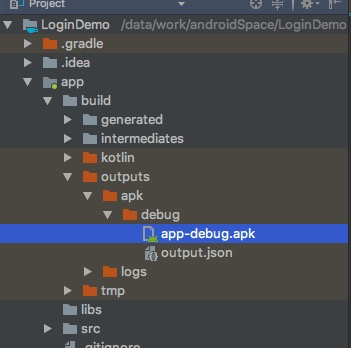 Project
LoginDemo /data/work/androidSpace/LoginDemo
.gradle
.idea
app
build
generated
intermediates
kotlin
outputs
apk
debug
app-debug.apk
output.json
logs
tmp
libs
src
.gitignore